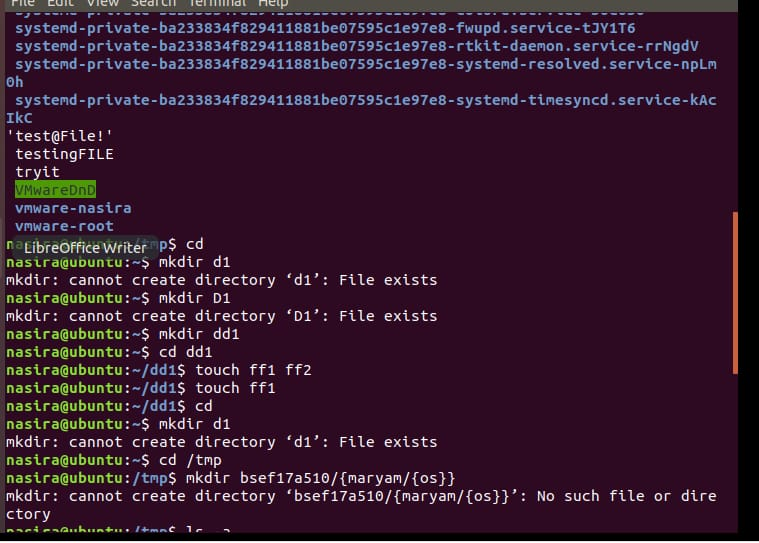 File Edit View Search Terminal Help
systemd-private-ba233834f829411881be07595c1e97e8-fwupd.service-tJY1T6
systemd-private-ba233834f829411881be07595c1e97e8-rtkit-daemon.service-rrNgdV
systemd-private-ba233834f829411881be07595c1e97e8-systemd-resolved.service-npLm
0h
systemd-private-ba233834f829411881be07595c1e97e8-systemd-timesyncd.service-kAc
IkC
'test@File!'
testingFILE
tryit
VMwareDnD
vmware-nasira
vmware-root
nasira@ubuntu:/tmp$ cd
LibreOffice Writer
nasira@ubuntu:~$ mkdir d1
mkdir: cannot create directory ‘d1’: File exists
nasira@ubuntu:~$ mkdir D1
mkdir: cannot create directory ‘D1’: File exists
nasira@ubuntu:~$ mkdir dd1
nasira@ubuntu:~$ cd dd1
nasira@ubuntu:~/dd1$ touch ff1 ff2
nasira@ubuntu:~/dd1$ touch ff1
nasira@ubuntu:~/dd1$ cd
nasira@ubuntu:~$ mkdir d1
mkdir: cannot create directory ‘d1’: File exists
nasira@ubuntu:~$ cd /tmp
nasira@ubuntu:/tmp$ mkdir bsef17a510/{maryam/{os}}
mkdir: cannot create directory ‘bsef17a510/{maryam/{os}}’: No such file or dire
ctory
nasira@ubuntu:/tmp$ ls -a